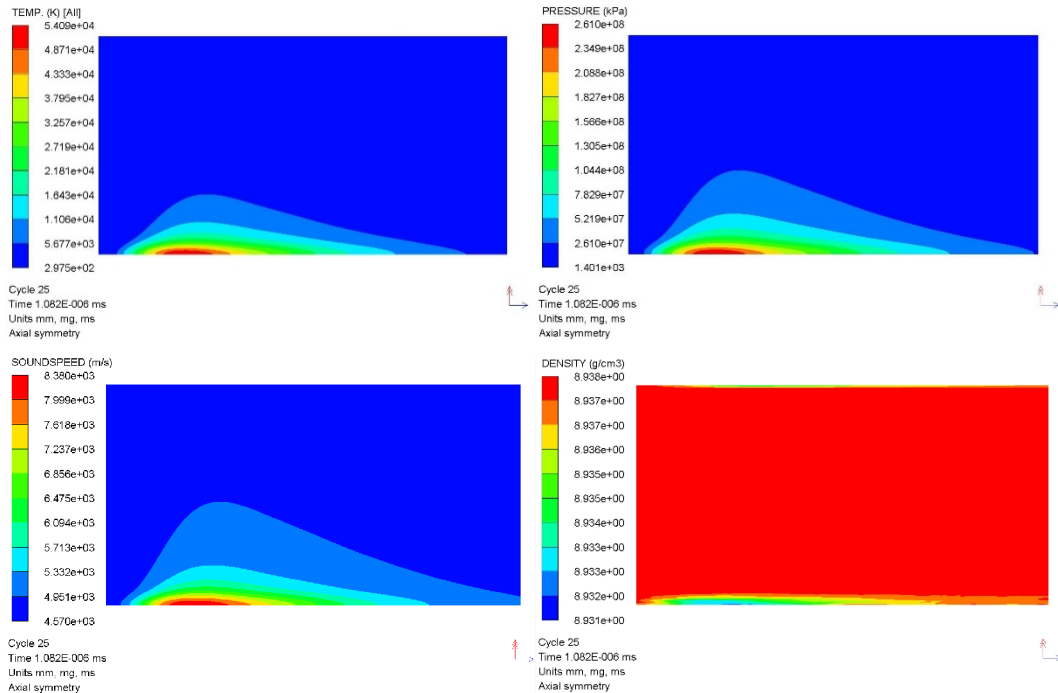 TEMP. (K) [All]
5.409e+04
4.871e+04
4.333e+04
3.795e+04
3.257e+04
2.719e+04
2.181e+04
1.643e+04
1.106e+04
5.677e+03
2.975e+02
Cycle 25
Time 1.082E-006 ms
Units mm, mg, ms
Axial symmetry
PRESSURE (kPa)
2.610e+08
2.349e+08
2.088e+08
1.827e+08
1.566e+08
1.305e+08
1.044e+08
7.829e+07
5.219e+07
2.610e+07
1.401e+03
Cycle 25
Time 1.082E-006 ms
Units mm, mg, ms
Axial symmetry
SOUNDSPEED (m/s)
8.380e+03
7.999e+03
7.618e+03
7.237e+03
6.856e+03
6.475e+03
6.094e+03
5.713e+03
5.332e+03
4.951e+03
4.570e+03
Cycle 25
Time 1.082E-006 ms
Units mm, mg, ms
Axial symmetry
DENSITY (g/cm3)
8.938e+00
8.937e+00
8.937e+00
8.936e+00
8.935e+00
8.935e+00
8.934e+00
8.933e+00
8.933e+00
8.932e+00
8.931e+00
Cycle 25
Time 1.082E-006 ms
Units mm, mg, ms
Axial symmetry